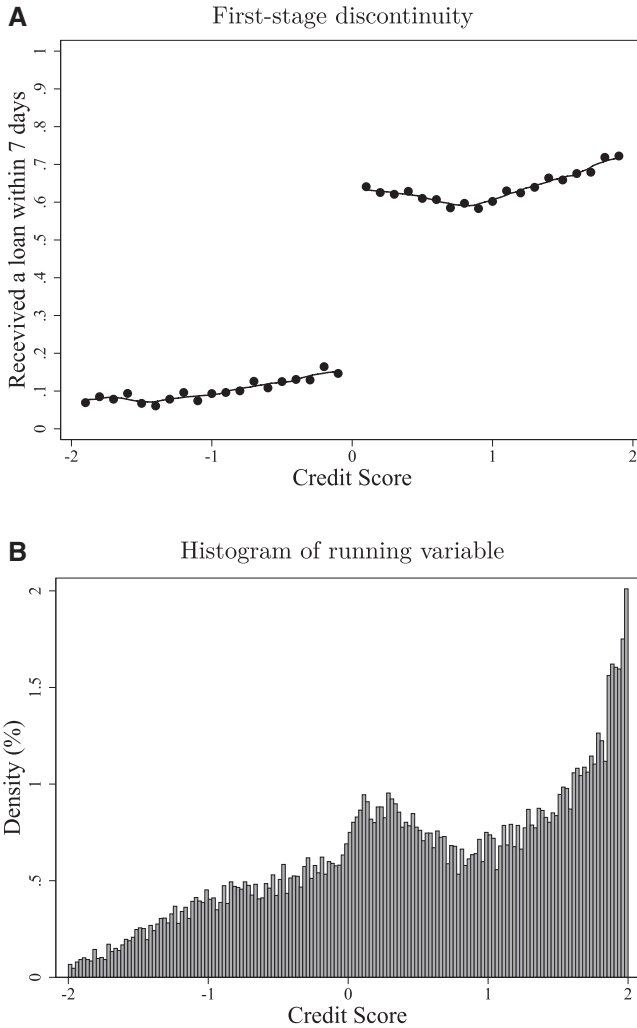 A
First-stage discontinuity
Recevived a loan within 7 days
1
.9
.8
.7
.6
.5
.4
.3
.2
.1
0
-2 -1 0 1 2
Credit Score
B
Histogram of running variable
Density (%)
2
1.5
1
.5
0
-2 -1 0 1 2
Credit Score